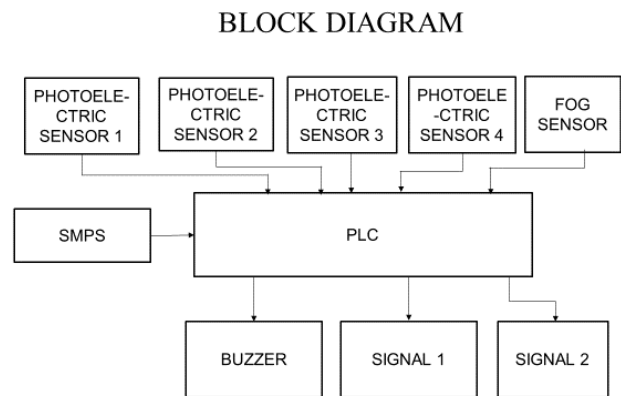 BLOCK DIAGRAM
PHOTOELE-
CTRIC
SENSOR 1
PHOTOELE-
CTRIC
SENSOR 2
PHOTOELE-
CTRIC
SENSOR 3
PHOTOELE
-CTRIC
SENSOR 4
FOG
SENSOR
SMPS
PLC
BUZZER
SIGNAL 1
SIGNAL 2